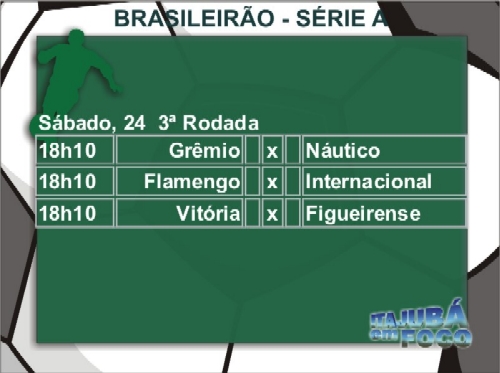 BRASILEIRÃO - SÉRIE A
Sábado, 24 3ª Rodada
18h10 Grêmio x Náutico
18h10 Flamengo x Internacional
18h10 Vitória x Figueirense
ITAJUBÁ
EM
FOCO